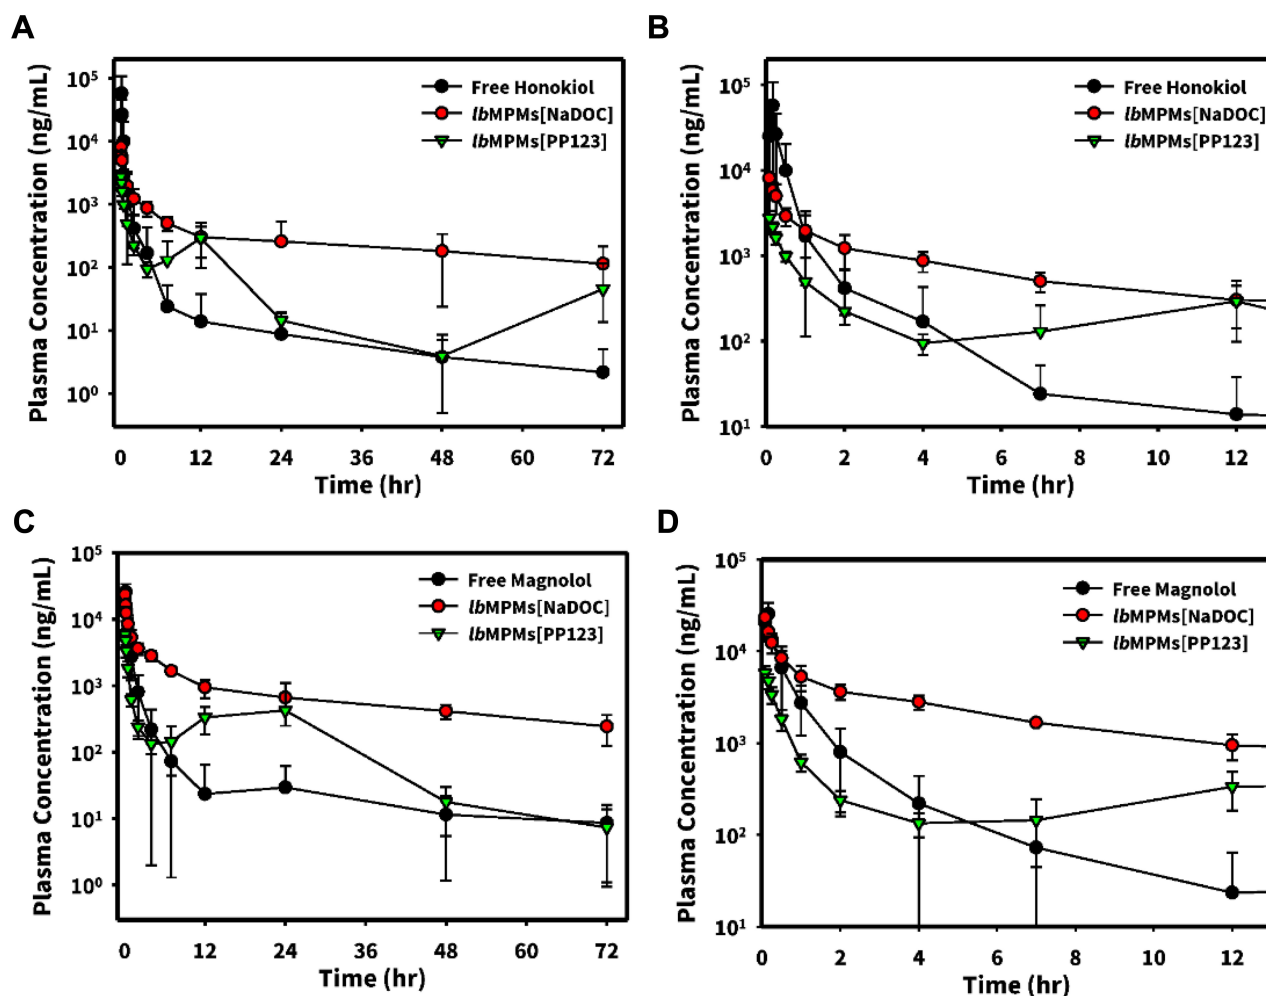 A
Plasma Concentration (ng/mL)
10⁵
10⁴
10³
10²
10¹
10⁰
Free Honokiol
lbMPMs[NaDOC]
lbMPMs[PP123]
0 12 24 36 48 60 72
Time (hr)
B
Plasma Concentration (ng/mL)
10⁵
10⁴
10³
10²
10¹
Free Honokiol
lbMPMs[NaDOC]
lbMPMs[PP123]
0 2 4 6 8 10 12
Time (hr)
C
Plasma Concentration (ng/mL)
10⁵
10⁴
10³
10²
10¹
10⁰
Free Magnolol
lbMPMs[NaDOC]
lbMPMs[PP123]
0 12 24 36 48 60 72
Time (hr)
D
Plasma Concentration (ng/mL)
10⁵
10⁴
10³
10²
10¹
Free Magnolol
lbMPMs[NaDOC]
lbMPMs[PP123]
0 2 4 6 8 10 12
Time (hr)